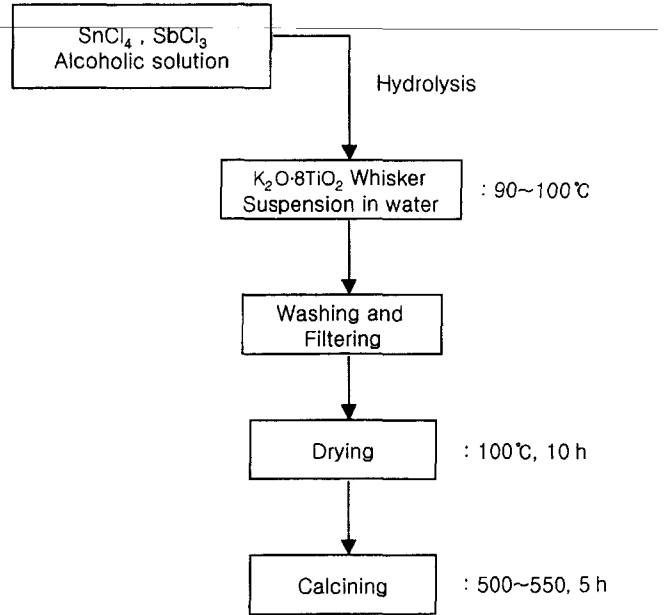 SnCl₄ , SbCl₃
Alcoholic solution
Hydrolysis
K₂O·8TiO₂ Whisker
Suspension in water
: 90~100℃
Washing and
Filtering
Drying
: 100℃, 10 h
Calcining
: 500~550, 5 h